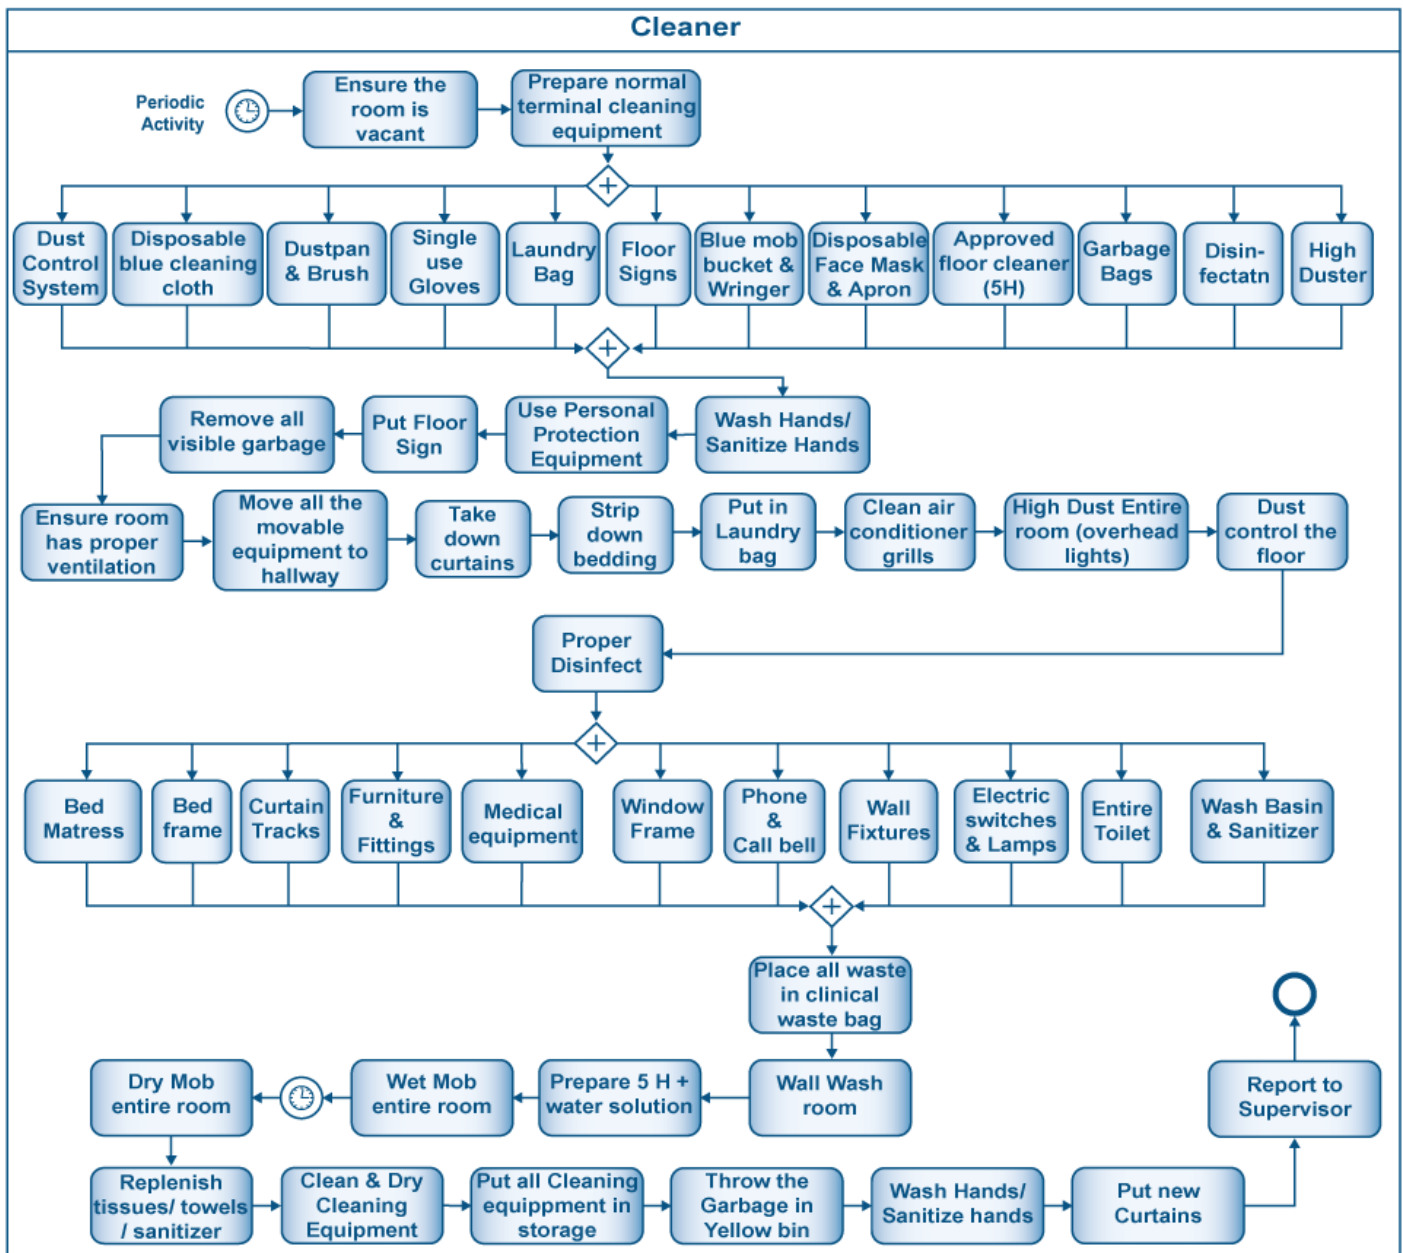 Cleaner
Periodic
Activity
Ensure the
room is
vacant
Prepare normal
terminal cleaning
equipment
Dust
Control
System
Disposable
blue cleaning
cloth
Dustpan
& Brush
Single
use
Gloves
Laundry
Bag
Floor
Signs
Blue mob
bucket &
Wringer
Disposable
Face Mask
& Apron
Approved
floor cleaner
(5H)
Garbage
Bags
Disin-
fectatn
High
Duster
Remove all
visible garbage
Put Floor
Sign
Use Personal
Protection
Equipment
Wash Hands/
Sanitize Hands
Ensure room
has proper
ventilation
Move all the
movable
equipment to
hallway
Take
down
curtains
Strip
down
bedding
Put in
Laundry
bag
Clean air
conditioner
grills
High Dust Entire
room (overhead
lights)
Dust
control the
floor
Proper
Disinfect
Bed
Matress
Bed
frame
Curtain
Tracks
Furniture
&
Fittings
Medical
equipment
Window
Frame
Phone
&
Call bell
Wall
Fixtures
Electric
switches
& Lamps
Entire
Toilet
Wash Basin
& Sanitizer
Place all waste
in clinical
waste bag
Dry Mob
entire room
Wet Mob
entire room
Prepare 5 H +
water solution
Wall Wash
room
Report to
Supervisor
Replenish
tissues/ towels
/ sanitizer
Clean & Dry
Cleaning
Equipment
Put all Cleaning
equippment in
storage
Throw the
Garbage in
Yellow bin
Wash Hands/
Sanitize hands
Put new
Curtains